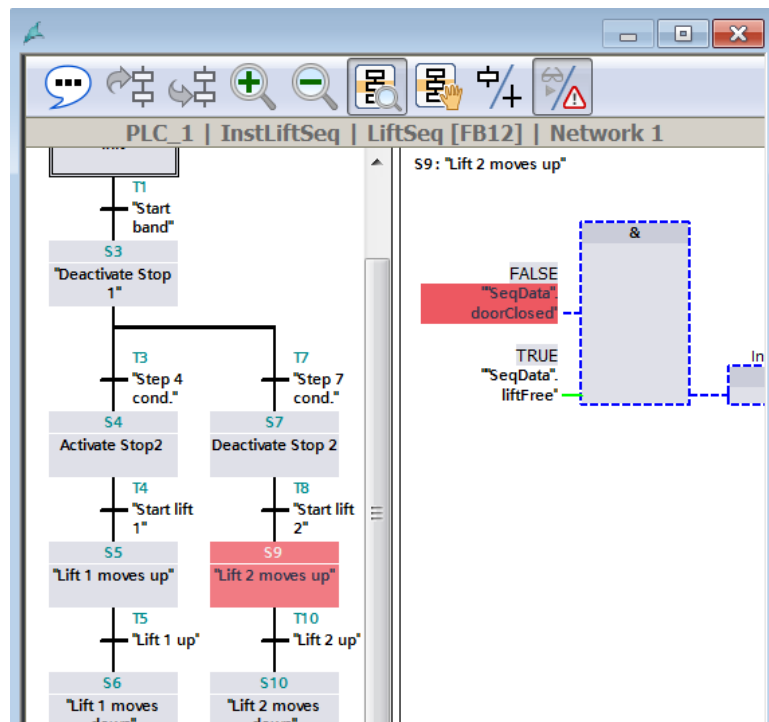 PLC_1 | InstLiftSeq | LiftSeq [FB12] | Network 1
T1
"Start
band"
S3
"Deactivate Stop
1"
T3
"Step 4
cond."
T7
"Step 7
cond."
S4
Activate Stop2
S7
Deactivate Stop 2
T4
"Start lift
1"
T8
"Start lift
2"
S5
"Lift 1 moves up"
S9
"Lift 2 moves up"
T5
"Lift 1 up"
T10
"Lift 2 up"
S6
"Lift 1 moves
down"
S10
"Lift 2 moves
down"
S9: "Lift 2 moves up"
&
FALSE
"'SeqData".
doorClosed'
TRUE
"'SeqData".
liftFree'
In